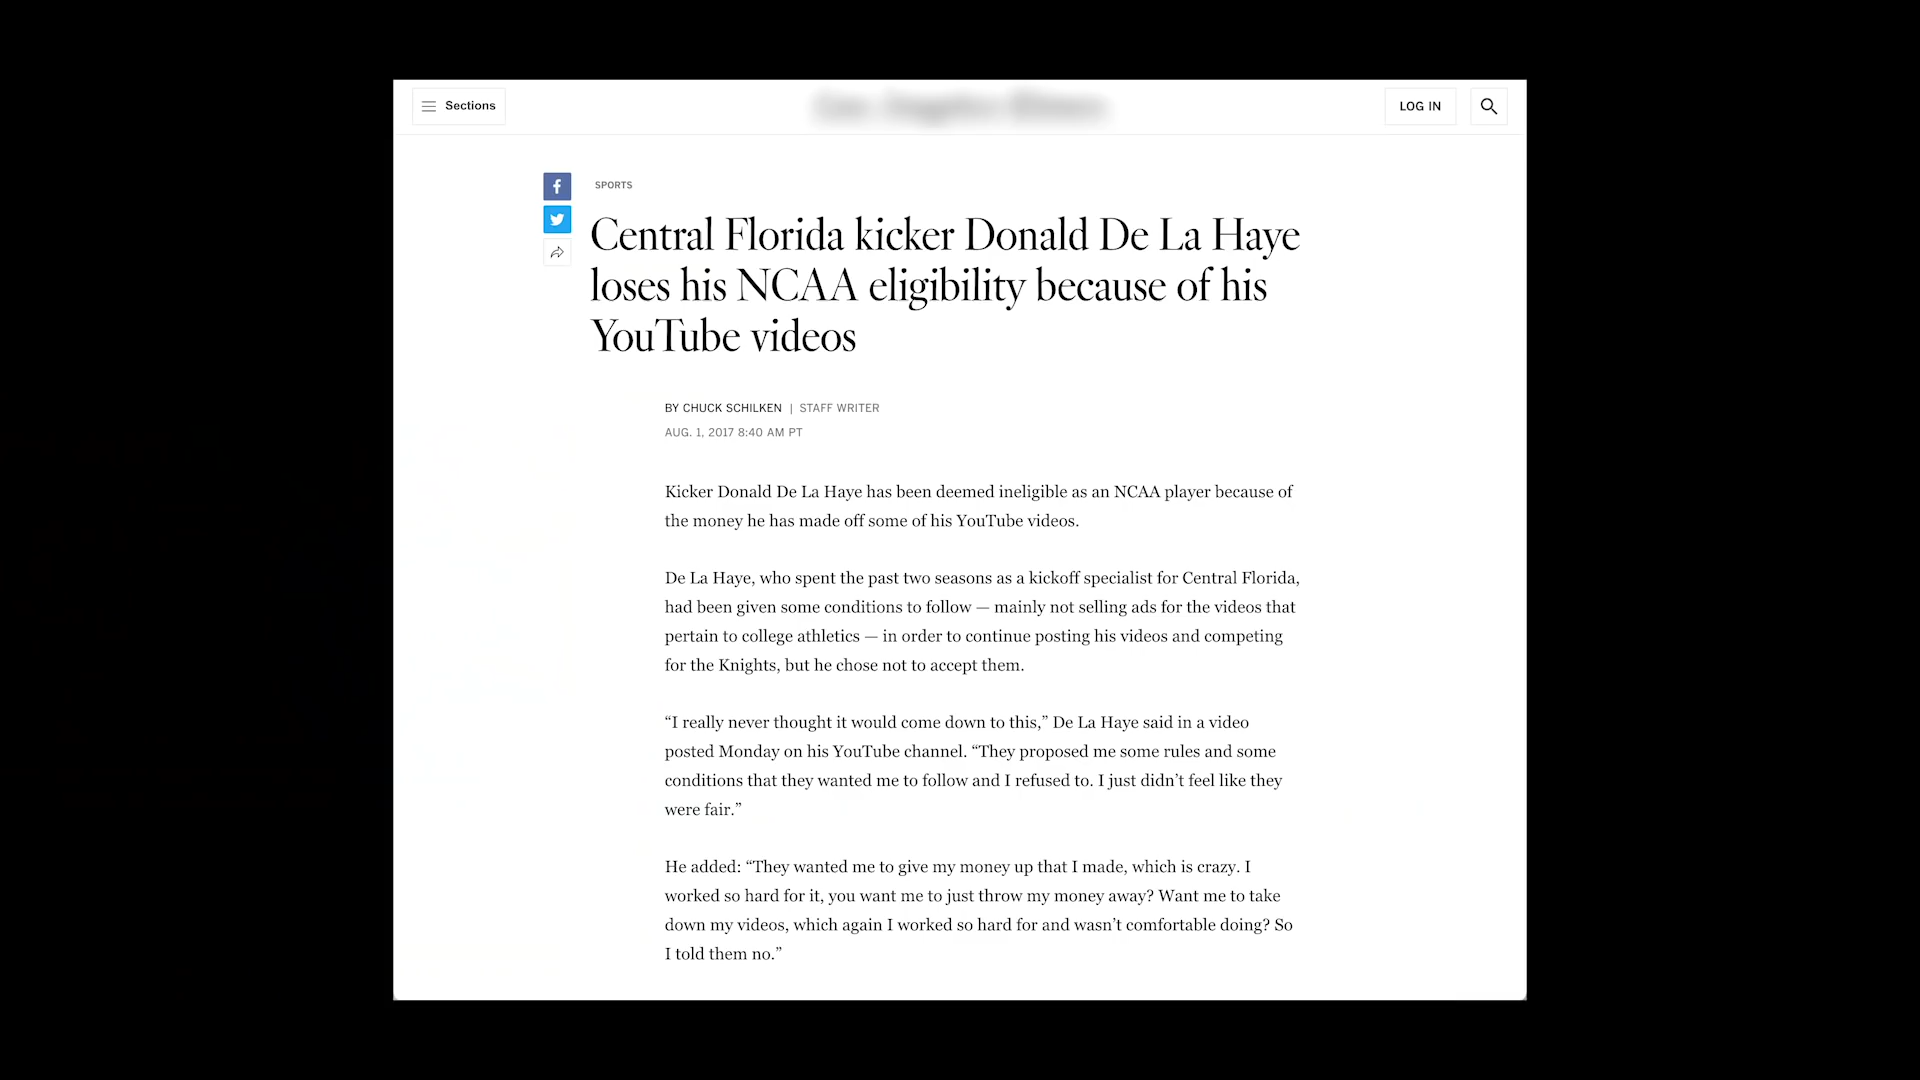 Sections
LOG IN
SPORTS
Central Florida kicker Donald De La Haye
loses his NCAA eligibility because of his
YouTube videos
BY CHUCK SCHILKEN | STAFF WRITER
AUG. 1, 2017 8:40 AM PT
Kicker Donald De La Haye has been deemed ineligible as an NCAA player because of
the money he has made off some of his YouTube videos.
De La Haye, who spent the past two seasons as a kickoff specialist for Central Florida,
had been given some conditions to follow — mainly not selling ads for the videos that
pertain to college athletics — in order to continue posting his videos and competing
for the Knights, but he chose not to accept them.
“I really never thought it would come down to this,” De La Haye said in a video
posted Monday on his YouTube channel. “They proposed me some rules and some
conditions that they wanted me to follow and I refused to. I just didn’t feel like they
were fair.”
He added: “They wanted me to give my money up that I made, which is crazy. I
worked so hard for it, you want me to just throw my money away? Want me to take
down my videos, which again I worked so hard for and wasn’t comfortable doing? So
I told them no.”